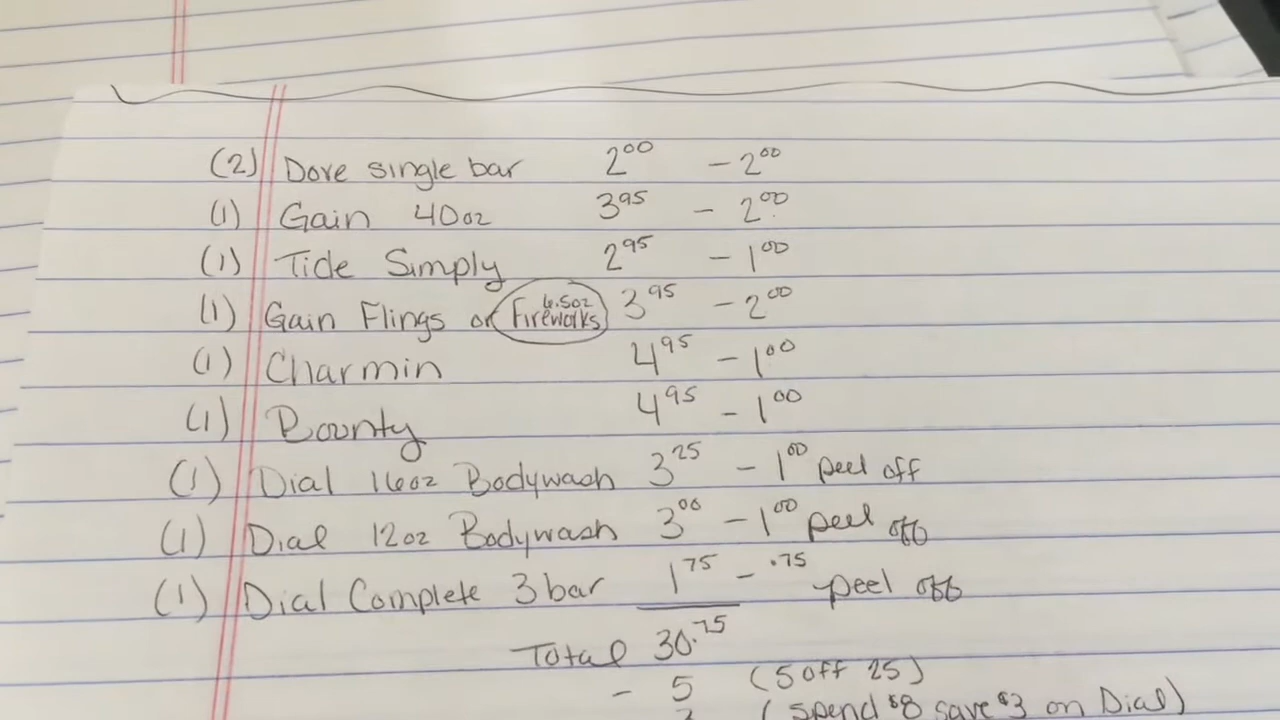 (2) Dove single bar 2⁰⁰ - 2⁰⁰
(1) Gain 40oz 3⁹⁵ - 2⁰⁰
(1) Tide Simply 2⁹⁵ - 1⁰⁰
(1) Gain Flings or Fireworks 6.5oz 3⁹⁵ - 2⁰⁰
(1) Charmin 4⁹⁵ - 1⁰⁰
(1) Bounty 4⁹⁵ - 1⁰⁰
(1) Dial 16oz Bodywash 3²⁵ - 1⁰⁰ peel off
(1) Dial 12oz Bodywash 3⁰⁰ - 1⁰⁰ peel off
(1) Dial Complete 3 bar 1⁷⁵ - .75 peel off
Total 30.75
- 5 (5 off 25)
(spend $8 save $3 on Dial)